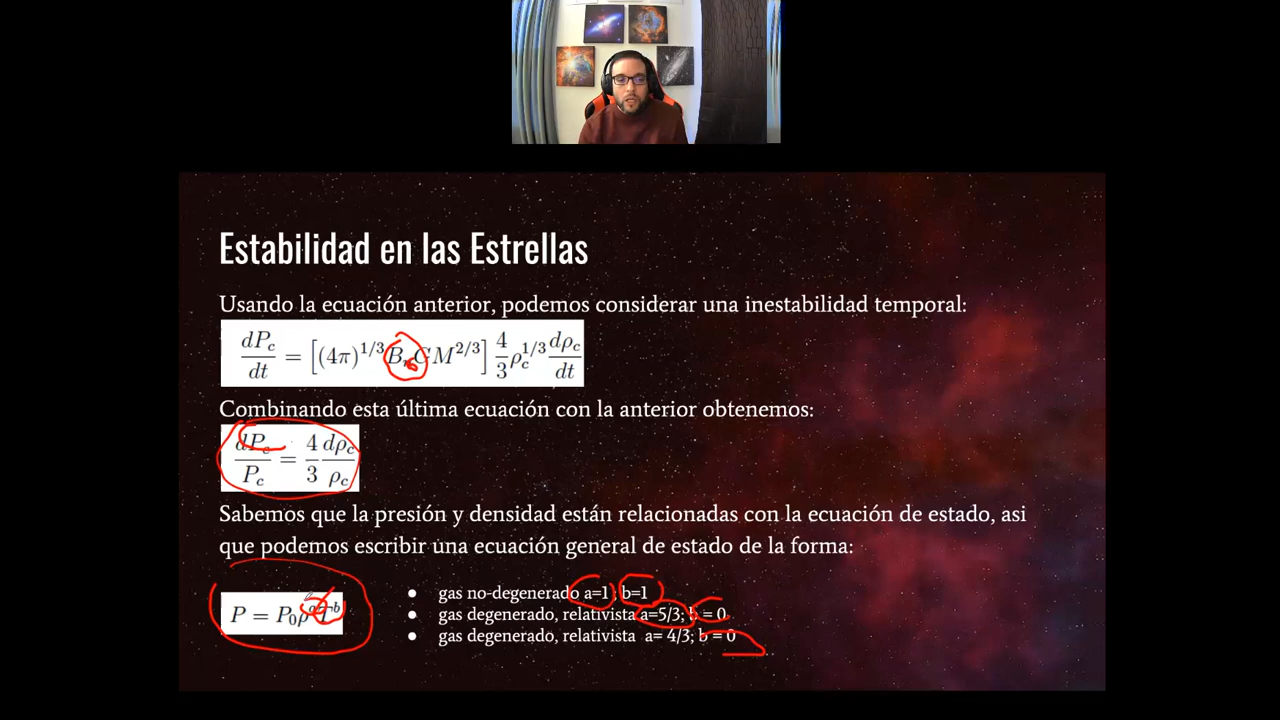 Estabilidad en las Estrellas
Usando la ecuación anterior, podemos considerar una inestabilidad temporal:
dP_c/dt = [(4π)^{1/3} B_n G M^{2/3}] 4/3 ρ_c^{1/3} dρ_c/dt
Combinando esta última ecuación con la anterior obtenemos:
dP_c/P_c = 4/3 dρ_c/ρ_c
Sabemos que la presión y densidad están relacionadas con la ecuación de estado, asi
que podemos escribir una ecuación general de estado de la forma:
P = P_0 ρ^a T^b
● gas no-degenerado a=1; b=1
● gas degenerado, relativista a=5/3; b = 0
● gas degenerado, relativista a= 4/3; b = 0